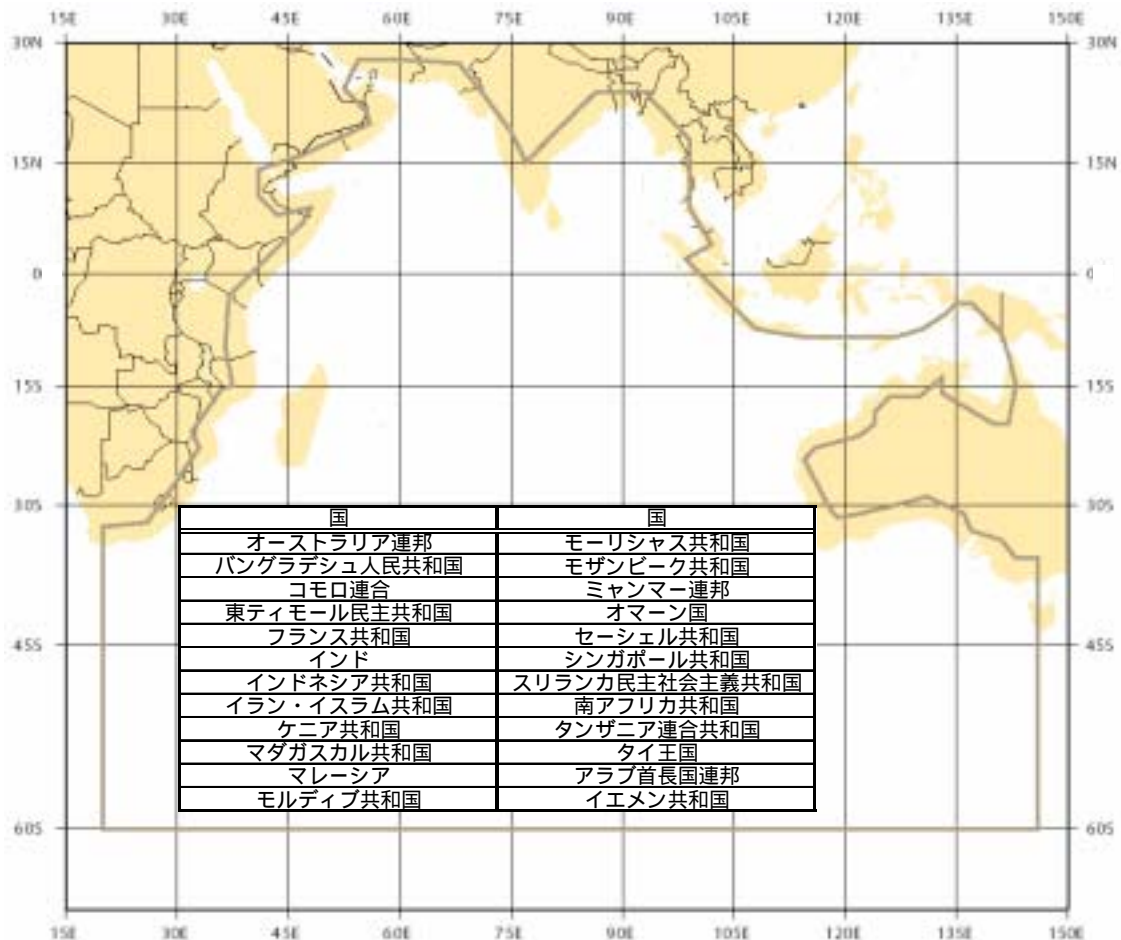 15E 30E 45E 60E 75E 90E 105E 120E 135E 150E
30N 30N
15N 15N
0 0
15S 15S
30S 30S
国 国
オーストラリア連邦 モーリシャス共和国
バングラデシュ人民共和国 モザンビーク共和国
コモロ連合 ミャンマー連邦
東ティモール民主共和国 オマーン国
フランス共和国 セーシェル共和国
45S 45S
インド シンガポール共和国
インドネシア共和国 スリランカ民主社会主義共和国
イラン・イスラム共和国 南アフリカ共和国
ケニア共和国 タンザニア連合共和国
マダガスカル共和国 タイ王国
マレーシア アラブ首長国連邦
モルディブ共和国 イエメン共和国
60S 60S
15E 30E 45E 60E 75E 90E 105E 120E 135E 150E